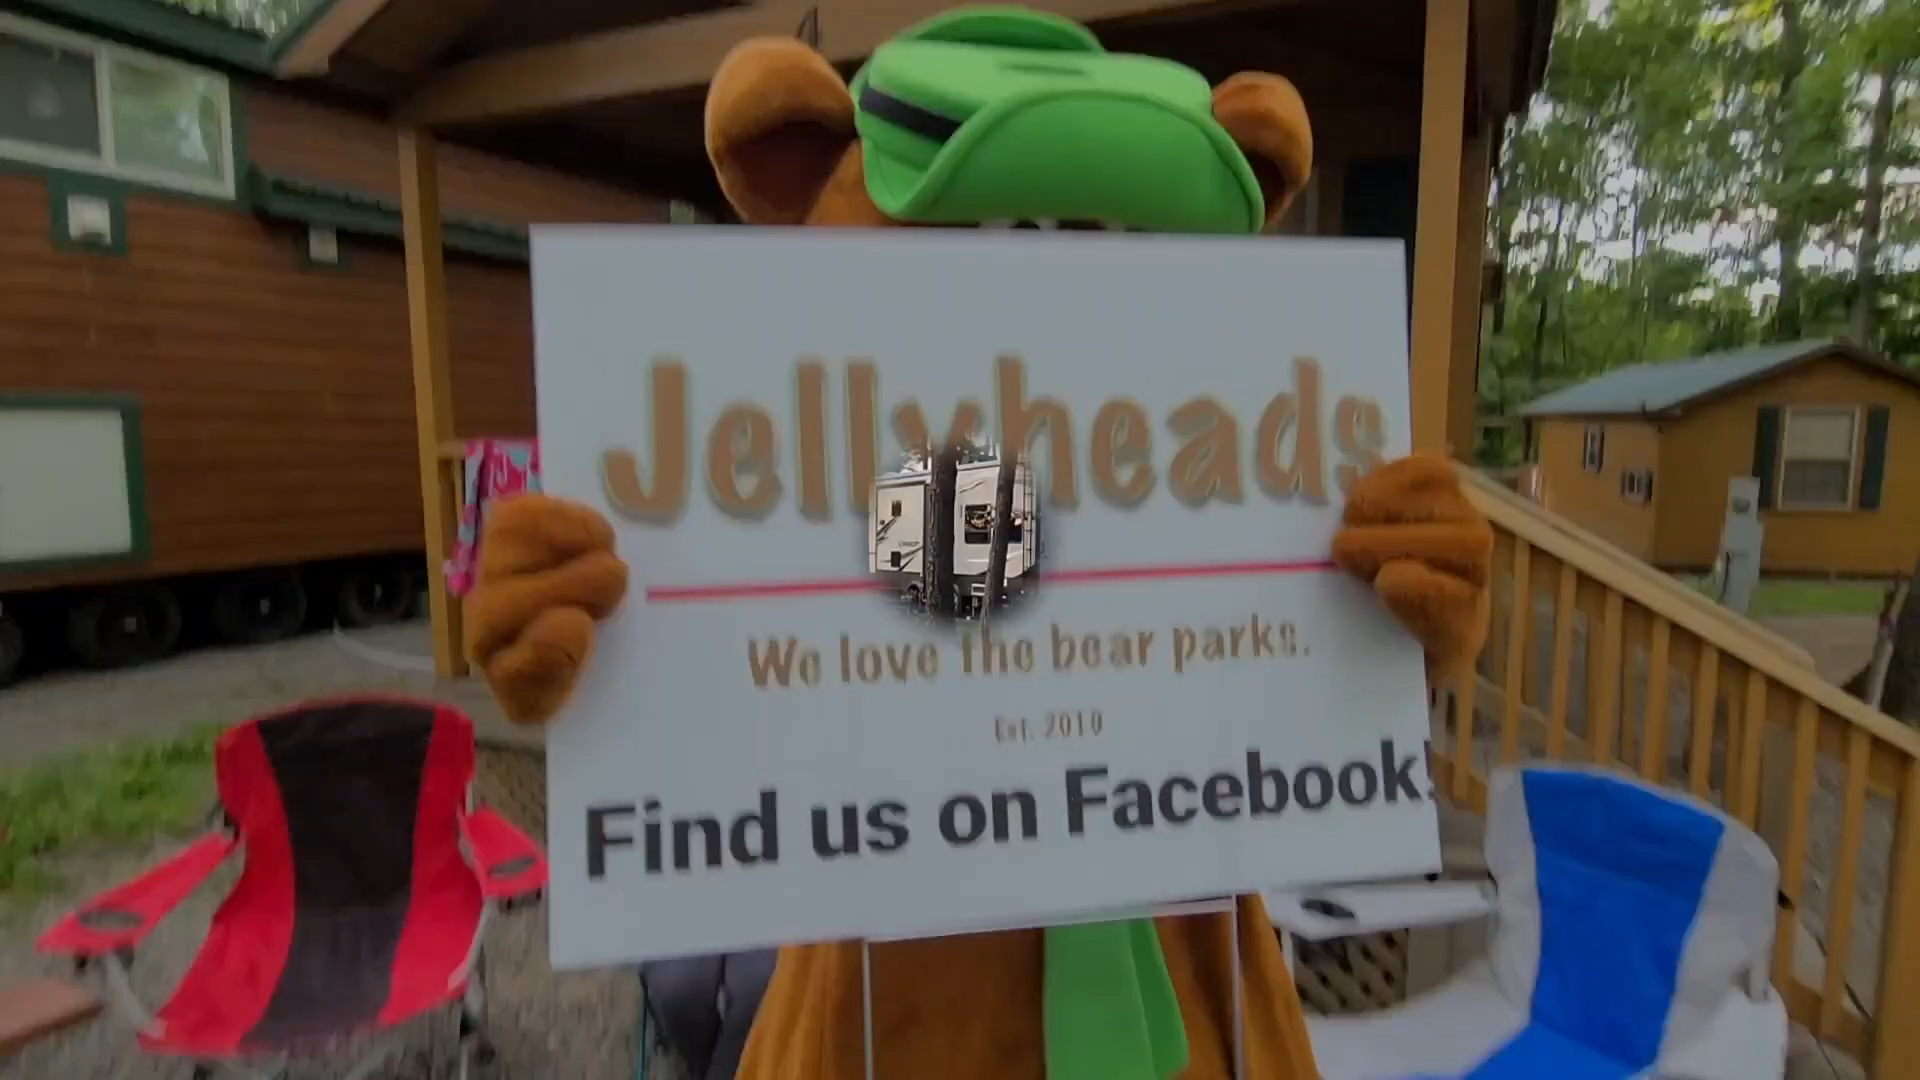 Jellyheads
We love the bear parks.
Est. 2010
Find us on Facebook!